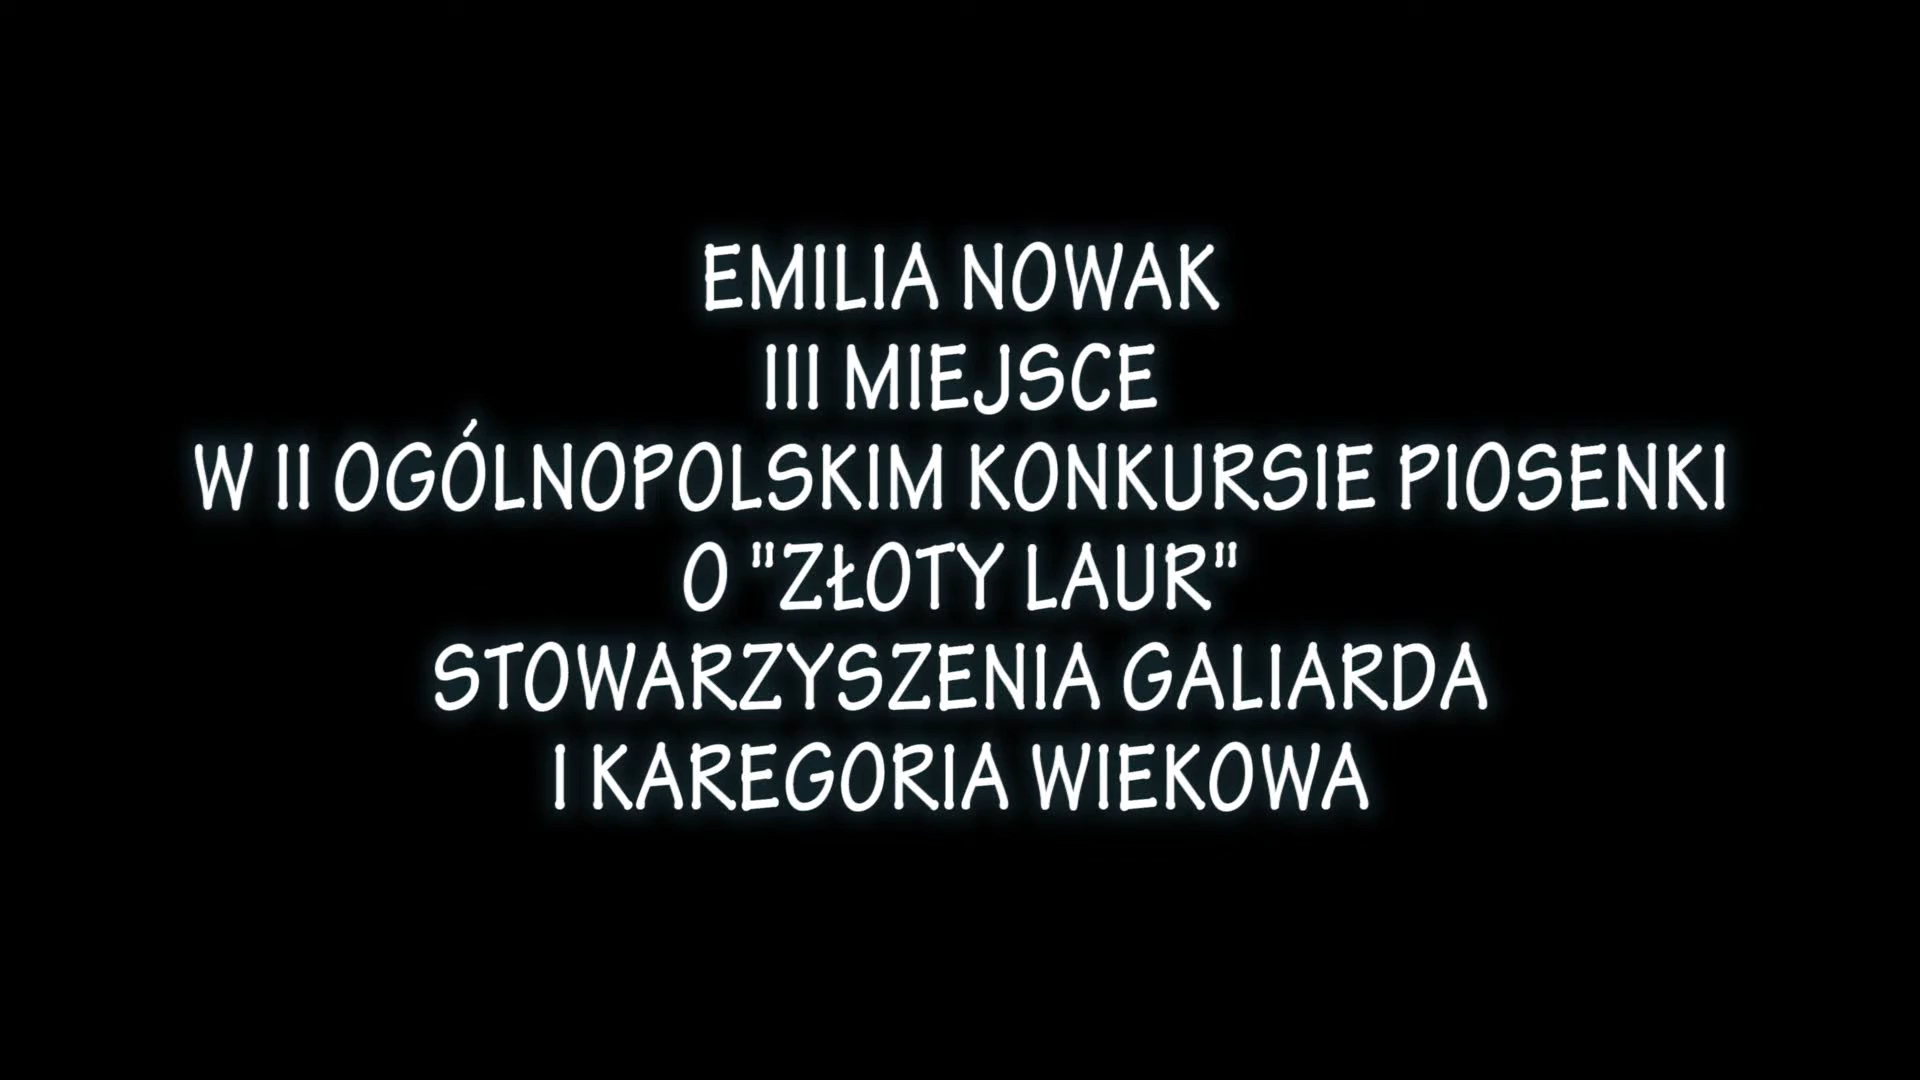 EMILIA NOWAK
III MIEJSCE
W II OGÓLNOPOLSKIM KONKURSIE PIOSENKI
O "ZŁOTY LAUR"
STOWARZYSZENIA GALIARDA
I KAREGORIA WIEKOWA